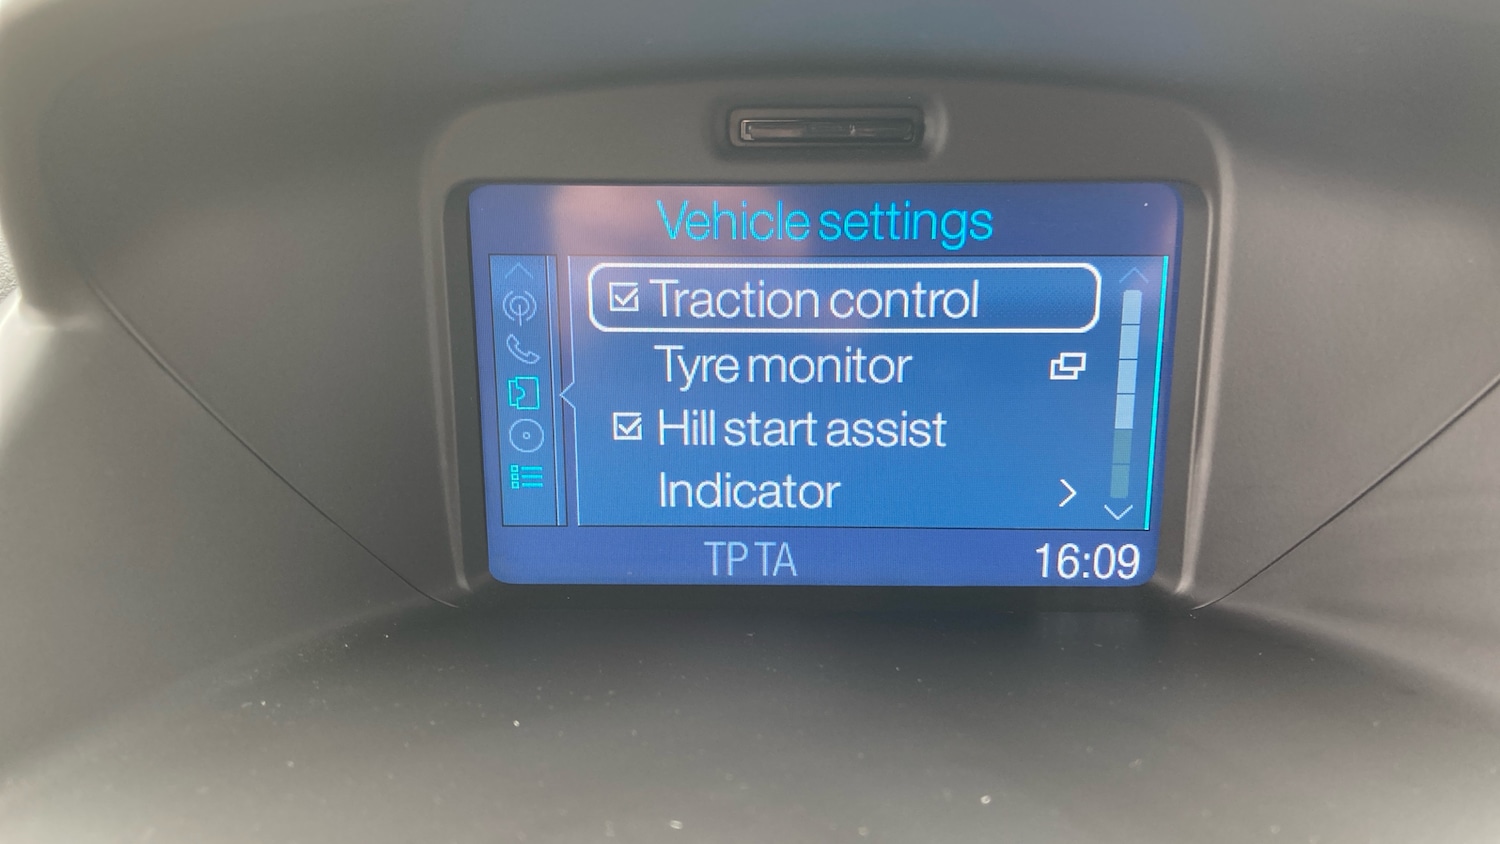 Vehicle settings
Traction control
Tyre monitor
Hill start assist
Indicator
TP TA 16:09